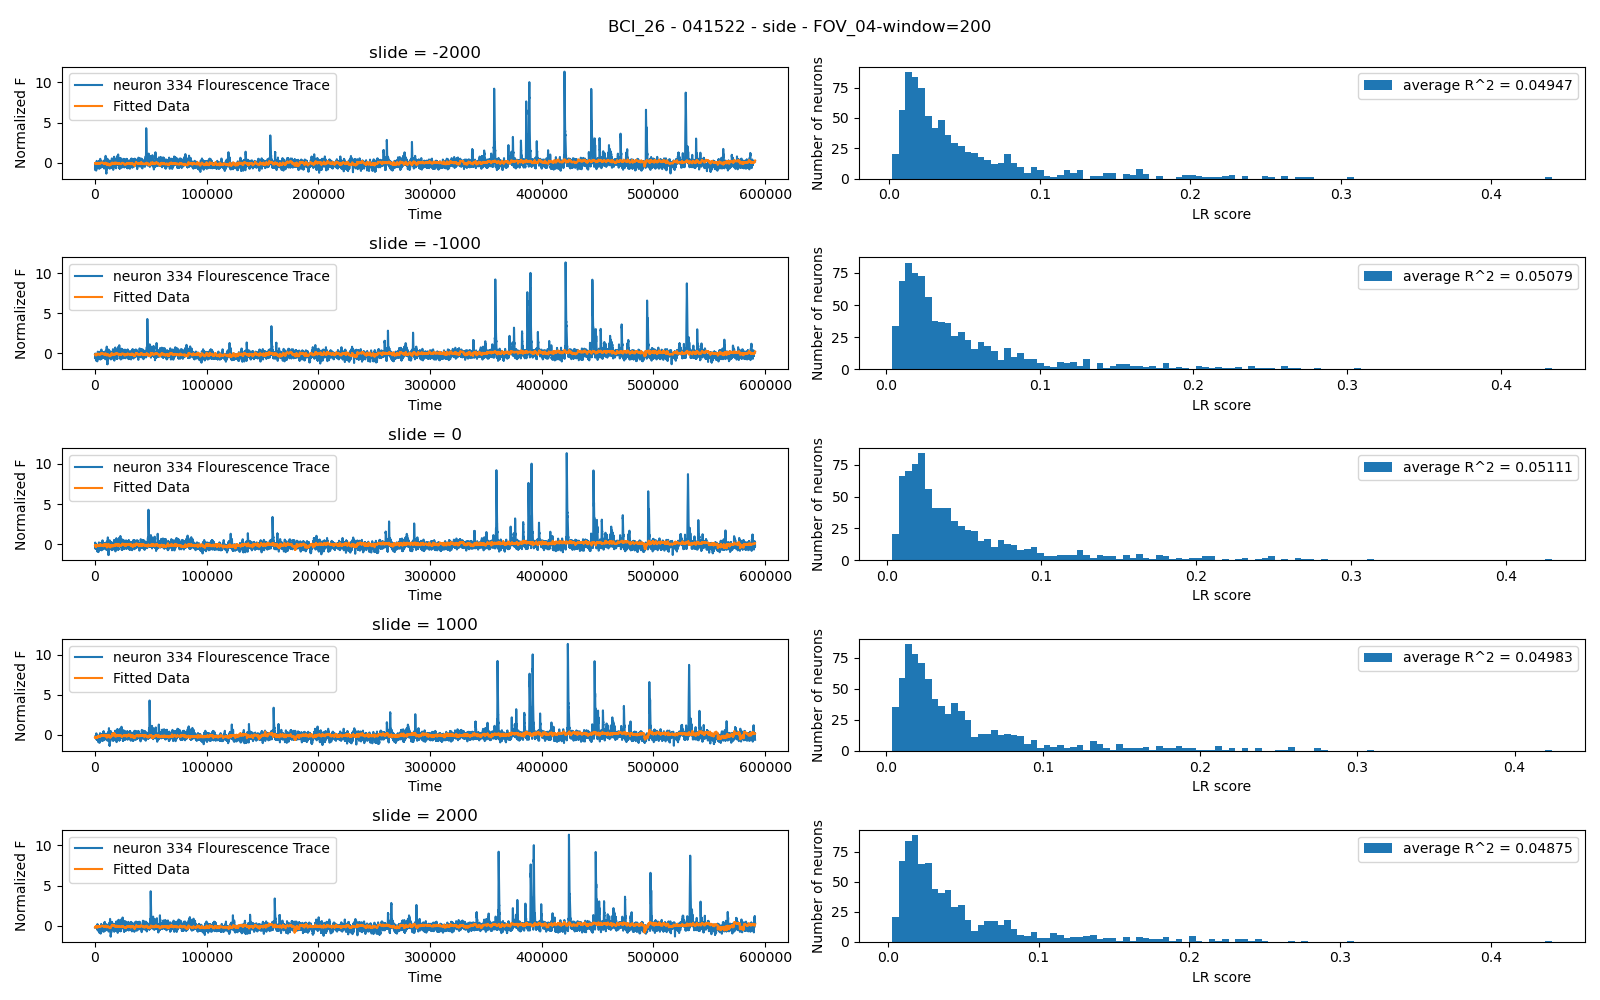 BCI_26 - 041522 - side - FOV_04-window=200
slide = -2000
Normalized F
10
5
0
neuron 334 Flourescence Trace
Fitted Data
0 100000 200000 300000 400000 500000 600000
Time
Number of neurons
75
50
25
0
average R^2 = 0.04947
0.0 0.1 0.2 0.3 0.4
LR score
slide = -1000
Normalized F
10
5
0
neuron 334 Flourescence Trace
Fitted Data
0 100000 200000 300000 400000 500000 600000
Time
Number of neurons
75
50
25
0
average R^2 = 0.05079
0.0 0.1 0.2 0.3 0.4
LR score
slide = 0
Normalized F
10
5
0
neuron 334 Flourescence Trace
Fitted Data
0 100000 200000 300000 400000 500000 600000
Time
Number of neurons
75
50
25
0
average R^2 = 0.05111
0.0 0.1 0.2 0.3 0.4
LR score
slide = 1000
Normalized F
10
5
0
neuron 334 Flourescence Trace
Fitted Data
0 100000 200000 300000 400000 500000 600000
Time
Number of neurons
75
50
25
0
average R^2 = 0.04983
0.0 0.1 0.2 0.3 0.4
LR score
slide = 2000
Normalized F
10
5
0
neuron 334 Flourescence Trace
Fitted Data
0 100000 200000 300000 400000 500000 600000
Time
Number of neurons
75
50
25
0
average R^2 = 0.04875
0.0 0.1 0.2 0.3 0.4
LR score